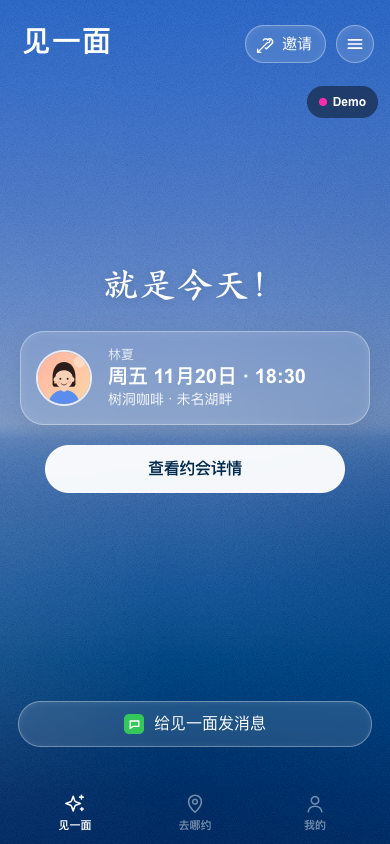 见一面
邀请
Demo
就是今天！
林夏
周五 11月20日 · 18:30
树洞咖啡 · 未名湖畔
查看约会详情
给见一面发消息
见一面
去哪约
我的